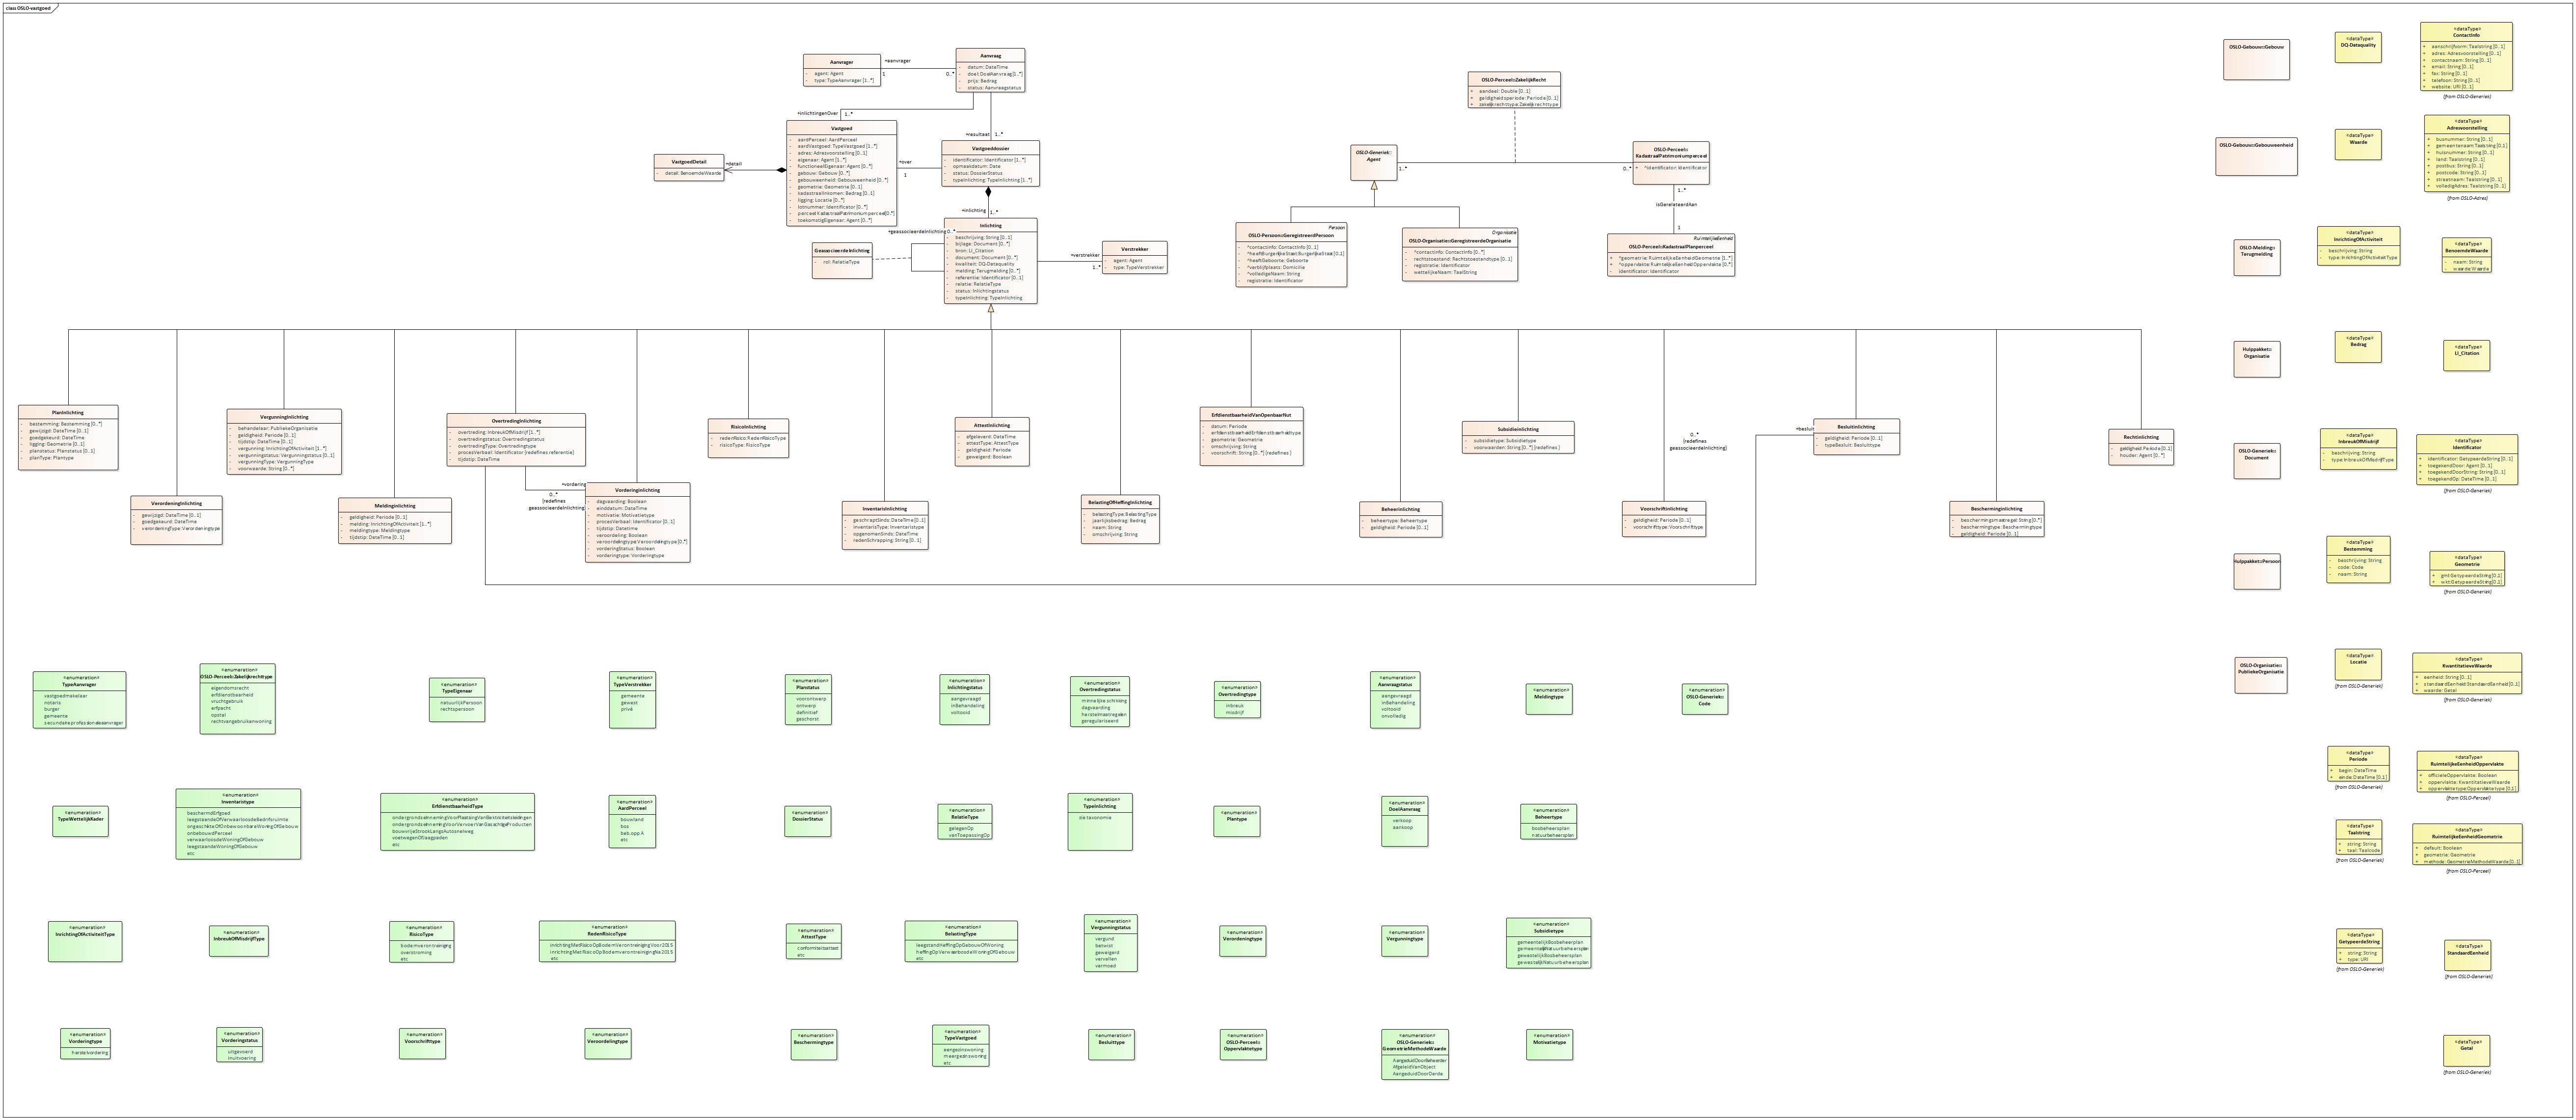 class OSLO-vastgoed
Aanvrager
- agent: Agent
- type: TypeAanvrager [1..*]
+aanvrager
1
0..*
Aanvraag
- datum: DateTime
- doel: DoelAanvraag[1..*]
- prijs: Bedrag
- status: Aanvraagstatus
+inlichtingenOver
1..*
+resultaat
1..*
VastgoedDetail
- detail: BenoemdeWaarde
+detail
Vastgoed
- aardPerceel: AardPerceel
- aardVastgoed: TypeVastgoed [1..*]
- adres: Adresvoorstelling [0..1]
- eigenaar: Agent [1..*]
- functioneelEigenaar: Agent [0..*]
- gebouw: Gebouw [0..*]
- gebouweenheid: Gebouweenheid [0..*]
- geometrie: Geometrie [0..1]
- kadastraalInkomen: Bedrag [0..1]
- ligging: Locatie [0..*]
- lotnummer: Identificator [0..*]
- perceel: KadastraalPatrimoniumperceel[0..*]
- toekomstigEigenaar: Agent [0..*]
+over
1
Vastgoeddossier
- identificator: Identificator [1..*]
- opmaakdatum: Date
- status: DossierStatus
- typeInlichting: TypeInlichting [1..*]
+inlichting
1..*
+geassocieerdeInlichting 0..*
GeassocieerdeInlichting
- rol: RelatieType
Inlichting
- beschrijving: String [0..1]
- bijlage: Document [0..*]
- bron: LI_Citation
- document: Document [0..*]
- kwaliteit: DQ-Dataquality
- melding: Terugmelding [0..*]
- referentie: Identificator [0..1]
- relatie: RelatieType
- status: Inlichtingstatus
- typeInlichting: TypeInlichting
+verstrekker
1..*
Verstrekker
- agent: Agent
- type: TypeVerstrekker
OSLO-Perceel::ZakelijkRecht
+ aandeel: Double [0..1]
+ geldigheidsperiode: Periode [0..1]
+ zakelijkrechttype: Zakelijkrechttype
OSLO-Generiek::
Agent
1..*
0..*
OSLO-Perceel::
KadastraalPatrimoniumperceel
+ ^identificator: Identificator
1..*
isGerelateerdAan
1
Persoon
OSLO-Persoon::GeregistreerdPersoon
- ^contactInfo: ContactInfo [0..1]
- ^heeftBurgerlijkeStaat: BurgerlijkeStaat [0..1]
- ^heeftGeboorte: Geboorte
- ^verblijfplaats: Domicilie
- ^volledigeNaam: String
- registratie: Identificator
Organisatie
OSLO-Organisatie::GeregistreerdeOrganisatie
- ^contactInfo: ContactInfo [0..*]
- rechtstoestand: Rechtstoestandtype [0..1]
- registratie: Identificator
- wettelijkeNaam: TaalString
RuimtelijkeEenheid
OSLO-Perceel::KadastraalPlanperceel
+ ^geometrie: RuimtelijkeEenheidGeometrie [1..*]
+ ^oppervlakte: RuimtelijkeEenheidOppervlakte [0..*]
- identificator: Identificator
PlanInlichting
- bestemming: Bestemming [0..*]
- gewijzigd: DateTime [0..1]
- goedgekeurd: DateTime
- ligging: Geometrie [0..1]
- planstatus: Planstatus [0..1]
- planType: Plantype
VerordeningInlichting
- gewijzigd: DateTime [0..1]
- goedgekeurd: DateTime
- verordeningType: Verordeningtype
VergunningInlichting
- behandelaar: PubliekeOrganisatie
- geldigheid: Periode [0..1]
- tijdstip: DateTime [0..1]
- vergunning: InrichtingOfActiviteit [1..*]
- vergunningstatus: Vergunningstatus [0..1]
- vergunningType: VergunningType
- voorwaarde: String [0..*]
MeldingInlichting
- geldigheid: Periode [0..1]
- melding: InrichtingOfActiviteit [1..*]
- meldingtype: Meldingtype
- tijdstip: DateTime [0..1]
OvertredingInlichting
- overtreding: InbreukOfMisdrijf [1..*]
- overtredingstatus: Overtredingstatus
- overtredingType: Overtredingtype
- procesVerbaal: Identificator {redefines referentie}
- tijdstip: DateTime
+vordering
0..*
{redefines
geassocieerdeInlichting}
VorderingInlichting
- dagvaarding: Boolean
- einddatum: DateTime
- motivatie: Motivatietype
- procesVerbaal: Identificator [0..1]
- tijdstip: Datetime
- veroordeling: Boolean
- veroordelingtype: Veroordelingtype [0..*]
- vorderingStatus: Boolean
- vorderingtype: Vorderingtype
RisicoInlichting
- redenRisico: RedenRisicoType
- risicoType: RisicoType
InventarisInlichting
- geschraptSinds: DateTime [0..1]
- inventarisType: Inventaristype
- opgenomenSinds: DateTime
- redenSchrapping: String [0..1]
AttestInlichting
- afgeleverd: DateTime
- attestType: AttestType
- geldigheid: Periode
- geweigerd: Boolean
BelastingOfHeffingInlichting
- belastingType: BelastingType
- jaarlijksbedrag: Bedrag
- naam: String
- omschrijving: String
ErfdienstbaarheidVanOpenbaarNut
- datum: Periode
- erfdienstbaarheid: Erfdienstbaarheidtype
- geometrie: Geometrie
- omschrijving: String
- voorschrift: String [0..*] {redefines }
BeheerInlichting
- beheertype: Beheertype
- geldigheid: Periode [0..1]
SubsidieInlichting
- subsidietype: Subsidietype
- voorwaarden: String [0..*] {redefines }
VoorschriftInlichting
- geldigheid: Periode [0..1]
- voorschrifttype: Voorschrifttype
0..*
{redefines
geassocieerdeInlichting}
+besluit
BesluitInlichting
- geldigheid: Periode [0..1]
- typeBesluit: Besluittype
BeschermingInlichting
- beschermingsmaatregel: String [0..*]
- beschermingtype: Beschermingtype
- geldigheid: Periode [0..1]
RechtInlichting
- geldigheid: Periode [0..1]
- houder: Agent [0..*]
«enumeration»
TypeAanvrager
vastgoedmakelaar
notaris
burger
gemeente
secundaire professionele aanvrager
«enumeration»
OSLO-Perceel::Zakelijkrechttype
eigendomsrecht
erfdienstbaarheid
vruchtgebruik
erfpacht
opstal
rechtvangebruikenwoning
«enumeration»
TypeEigenaar
natuurlijkPersoon
rechtspersoon
«enumeration»
TypeVerstrekker
gemeente
gewest
privé
«enumeration»
Planstatus
voorontwerp
ontwerp
definitief
geschorst
«enumeration»
Inlichtingstatus
aangevraagd
inBehandeling
voltooid
«enumeration»
Overtredingstatus
minnelijke schikking
dagvaarding
herstelmaatregelen
geregulariseerd
«enumeration»
Overtredingtype
inbreuk
misdrijf
«enumeration»
Aanvraagstatus
aangevraagd
inBehandeling
voltooid
onvolledig
«enumeration»
Meldingtype
«enumeration»
OSLO-Generiek::
Code
«enumeration»
TypeWettelijkKader
«enumeration»
Inventaristype
beschermdErfgoed
leegstaandeOfVerwaarloosdeBedrijfsruimte
ongeschikteOfOnbewoonbareWoningOfGebouw
onbebouwdPerceel
verwaarloosdeWoningOfGebouw
leegstaandeWoningOfGebouw
etc
«enumeration»
ErfdienstbaarheidType
ondergrondseInnemingVoorPlaatsingVanElektriciteitsleidingen
ondergrondseInnemingVoorVervoerVanGasachtigeProducten
bouwvrijeStrookLangsAutosnelweg
voetwegenOfJaagpaden
etc
«enumeration»
AardPerceel
bouwland
bos
beb.opp A
etc
«enumeration»
DossierStatus
«enumeration»
RelatieType
gelegenOp
vanToepassingOp
«enumeration»
TypeInlichting
zie taxonomie
«enumeration»
Plantype
«enumeration»
DoelAanvraag
verkoop
aankoop
«enumeration»
Beheertype
bosbeheersplan
natuurbeheersplan
«enumeration»
InrichtingOfActiviteitType
«enumeration»
InbreukOfMisdrijfType
«enumeration»
RisicoType
bodemverontreiniging
overstroming
etc
«enumeration»
RedenRisicoType
inrichtingMetRisicoOpBodemVerontreinigingVoor2015
inrichtingMetRisicoOpBodemverontreinigingNa2015
etc
«enumeration»
AttestType
conformiteitsattest
etc
«enumeration»
BelastingType
leegstandHeffingOpGebouwOfWoning
heffingOpVerwaarloosdeWoningOfGebouw
etc
«enumeration»
Vergunningstatus
vergund
betwist
geweigerd
vervallen
vermoed
«enumeration»
Verordeningtype
«enumeration»
Vergunningtype
«enumeration»
Subsidietype
gemeentelijkBosbeheerplan
gemeentelijkNatuurbeheersplan
gewestelijkBosbeheersplan
gewestelijkNatuurbeheersplan
«enumeration»
Vorderingtype
herstelvordering
«enumeration»
Vorderingstatus
uitgevoerd
inuitvoering
«enumeration»
Voorschrifttype
«enumeration»
Veroordelingtype
«enumeration»
Beschermingtype
«enumeration»
TypeVastgoed
eengezinswoning
meergezinswoning
etc
«enumeration»
Besluittype
«enumeration»
OSLO-Perceel::
Oppervlaktetype
«enumeration»
OSLO-Generiek::
GeometrieMethodeWaarde
AangeduidDoorBeheerder
AfgeleidVanObject
AangeduidDoorDerde
«enumeration»
Motivatietype
OSLO-Gebouw::Gebouw
«dataType»
DQ-Dataquality
«dataType»
ContactInfo
+ aanschrijfvorm: Taalstring [0..1]
+ adres: Adresvoorstelling [0..1]
+ contactnaam: String [0..1]
+ email: String [0..1]
+ fax: String [0..1]
+ telefoon: String [0..1]
+ website: URI [0..1]
(from OSLO-Generiek)
OSLO-Gebouw::Gebouweenheid
«dataType»
Waarde
«dataType»
Adresvoorstelling
+ busnummer: String [0..1]
+ gemeentenaam: Taalstring [0..1]
+ huisnummer: String [0..1]
+ land: Taalstring [0..1]
+ postbus: String [0..1]
+ postcode: String [0..1]
+ straatnaam: Taalstring [0..1]
+ volledigAdres: Taalstring [0..1]
(from OSLO-Adres)
OSLO-Melding::
Terugmelding
«dataType»
InrichtingOfActiviteit
- beschrijving: String
- type: InrichtingOfActiviteitType
«dataType»
BenoemdeWaarde
- naam: String
- waarde: Waarde
Hulppakket::
Organisatie
«dataType»
Bedrag
«dataType»
LI_Citation
OSLO-Generiek::
Document
«dataType»
InbreukOfMisdrijf
- beschrijving: String
- type: InbreukOfMisdrijfType
«dataType»
Identificator
+ identificator: GetypeerdeString [0..1]
+ toegekendDoor: Agent [0..1]
+ toegekendDoorString: String [0..1]
+ toegekendOp: DateTime [0..1]
(from OSLO-Generiek)
Hulppakket::Persoon
«dataType»
Bestemming
- beschrijving: String
- code: Code
- naam: String
«dataType»
Geometrie
+ gml: GetypeerdeString [0..1]
+ wkt: GetypeerdeString [0..1]
(from OSLO-Generiek)
OSLO-Organisatie::
PubliekeOrganisatie
«dataType»
Locatie
(from OSLO-Generiek)
«dataType»
KwantitatieveWaarde
+ eenheid: String [0..1]
+ standaardEenheid: StandaardEenheid [0..1]
+ waarde: Getal
(from OSLO-Generiek)
«dataType»
Periode
+ begin: DateTime
+ einde: DateTime [0..1]
(from OSLO-Generiek)
«dataType»
RuimtelijkeEenheidOppervlakte
+ officieleOppervlakte: Boolean
+ oppervlakte: KwantitatieveWaarde
+ oppervlaktetype: Oppervlaktetype [0..1]
(from OSLO-Perceel)
«dataType»
Taalstring
+ string: String
+ taal: Taalcode
(from OSLO-Generiek)
«dataType»
RuimtelijkeEenheidGeometrie
+ default: Boolean
+ geometrie: Geometrie
+ methode: GeometrieMethodeWaarde [0..1]
(from OSLO-Perceel)
«dataType»
GetypeerdeString
+ string: String
+ type: URI
(from OSLO-Generiek)
«dataType»
StandaardEenheid
(from OSLO-Generiek)
«dataType»
Getal
(from OSLO-Generiek)